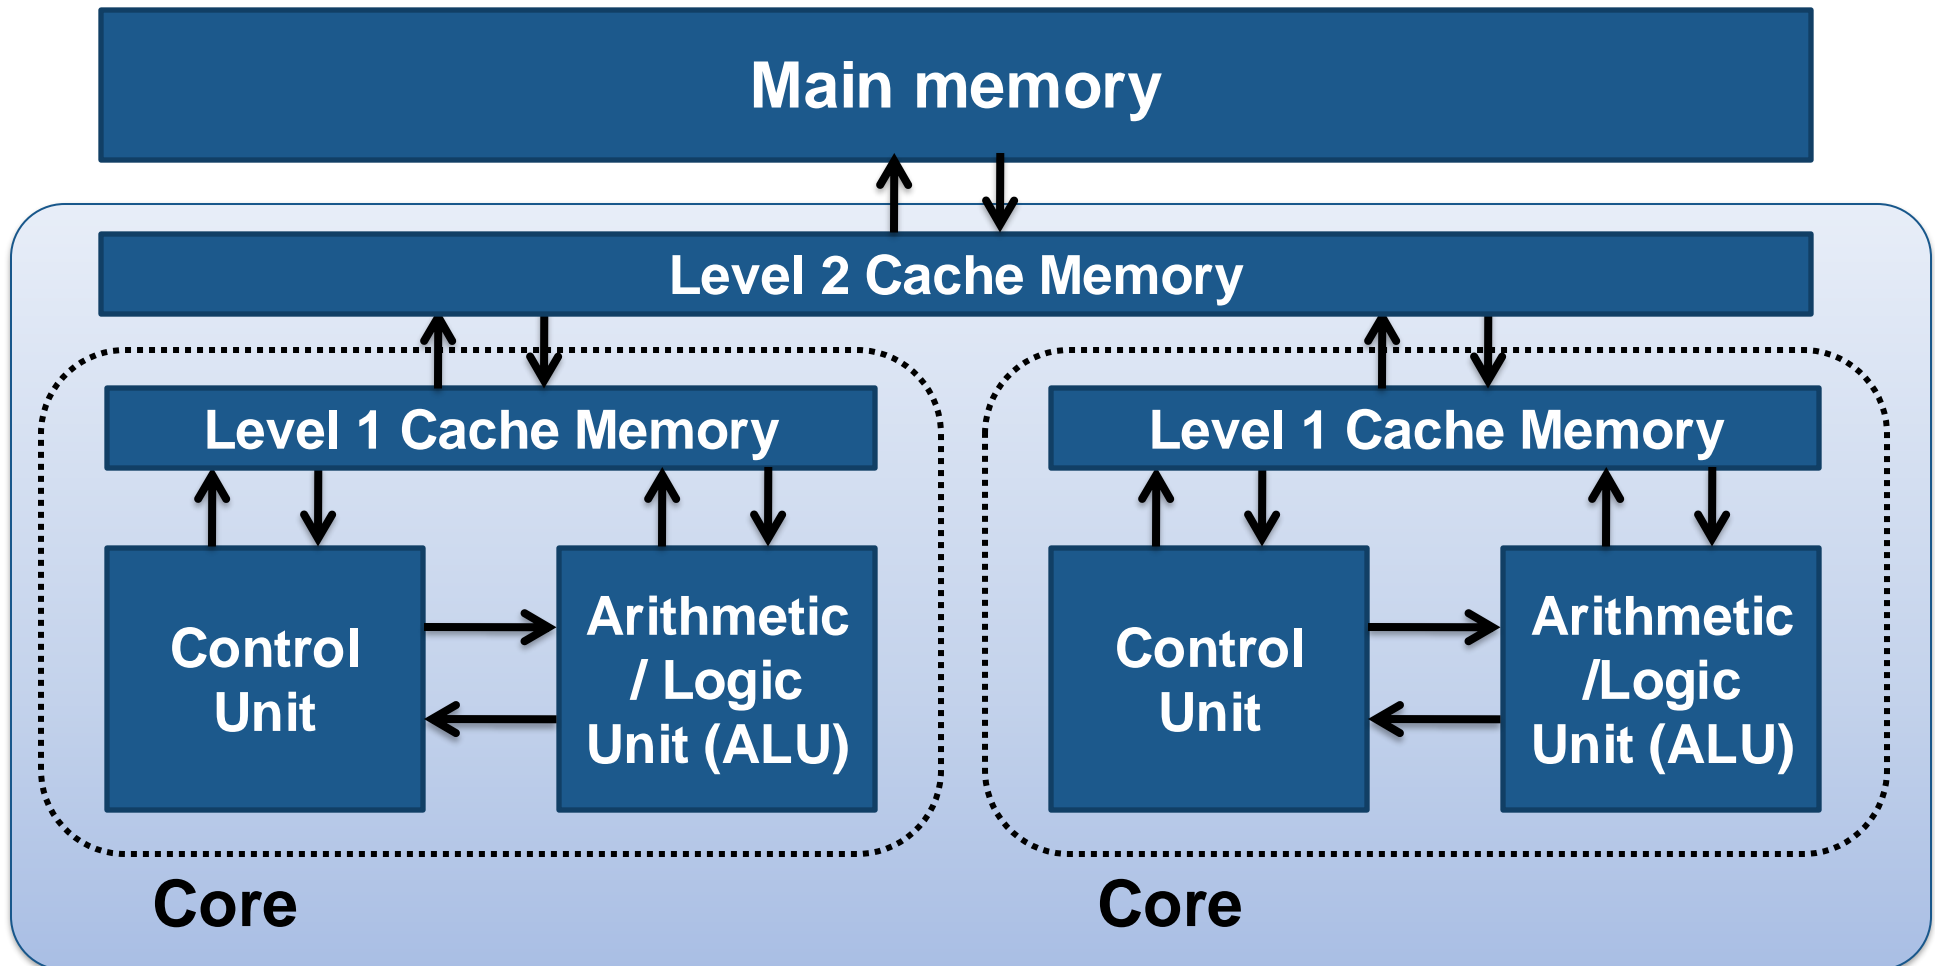 Main memory
Level 2 Cache Memory
Level 1 Cache Memory
Control
Unit
Arithmetic
/ Logic
Unit (ALU)
Core
Level 1 Cache Memory
Control
Unit
Arithmetic
/Logic
Unit (ALU)
Core